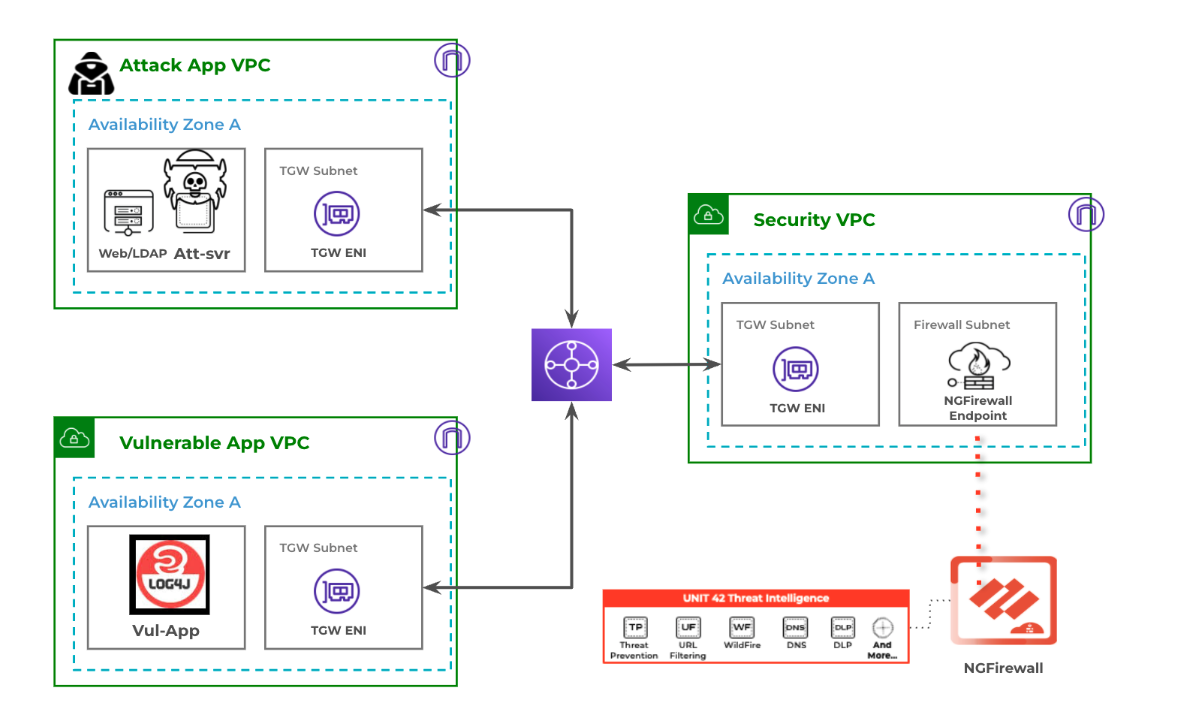 Attack App VPC
Availability Zone A
Web/LDAP
Att-svr
TGW Subnet
TGW ENI
Vulnerable App VPC
Availability Zone A
LOG4J
Vul-App
TGW Subnet
TGW ENI
Security VPC
Availability Zone A
TGW Subnet
TGW ENI
Firewall Subnet
NGFirewall
Endpoint
UNIT 42 Threat Intelligence
TP
Threat
Prevention
UF
URL
Filtering
WF
WildFire
DNS
DNS
DLP
DLP
And
More...
NGFirewall